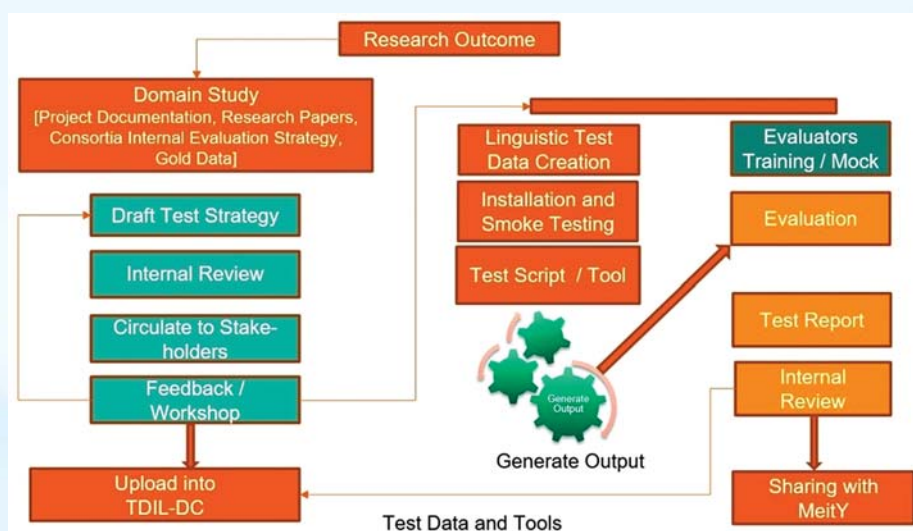 Research Outcome
Domain Study
[Project Documentation, Research Papers,
Consortia Internal Evaluation Strategy,
Gold Data]
Draft Test Strategy
Internal Review
Circulate to Stake-
holders
Feedback /
Workshop
Upload into
TDIL-DC
Linguistic Test
Data Creation
Installation and
Smoke Testing
Test Script / Tool
Generate
Output
Generate Output
Evaluators
Training / Mock
Evaluation
Test Report
Internal
Review
Sharing with
MeitY
Test Data and Tools